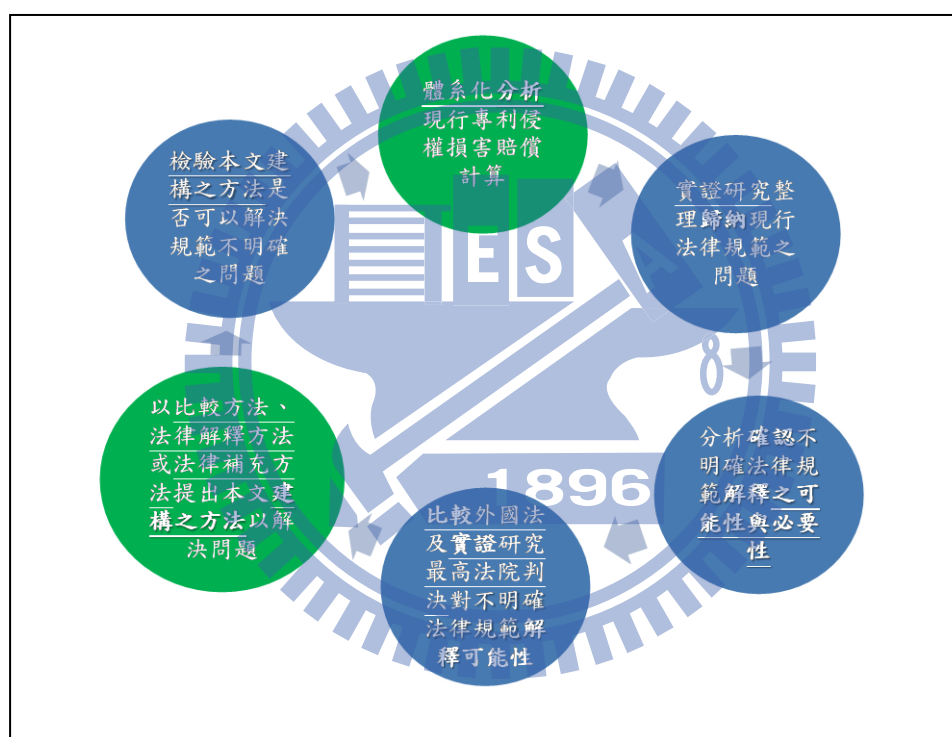 體系化分析
現行專利侵
權損害賠償
計算
實證研究整
理歸納現行
法律規範之
問題
分析確認不
明確法律規
範解釋之可
能性與必要
性
比較外國法
及實證研究
最高法院判
決對不明確
法律規範解
釋可能性
以比較方法、
法律解釋方法
或法律補充方
法提出本文建
構之方法以解
決問題
檢驗本文建
構之方法是
否可以解決
規範不明確
之問題
ES
8
1896